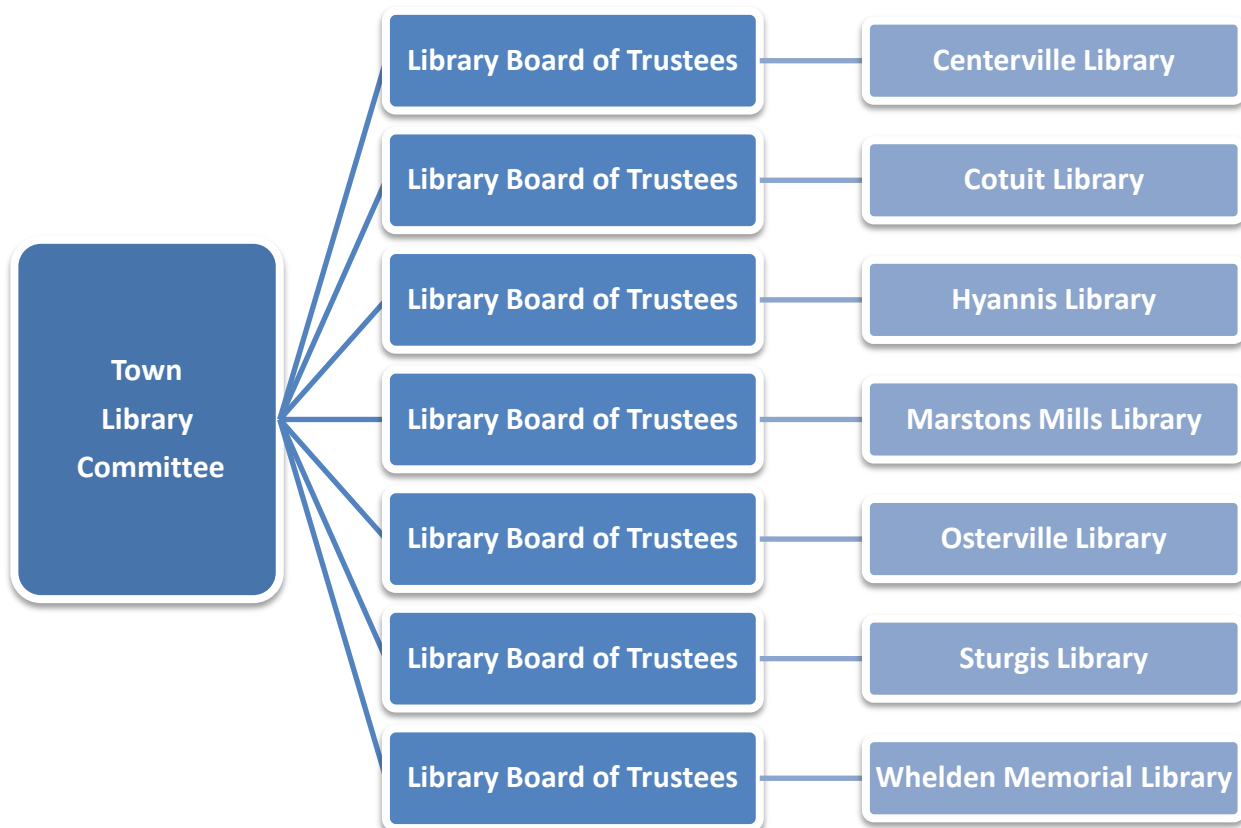 Town
Library
Committee
Library Board of Trustees
Centerville Library
Library Board of Trustees
Cotuit Library
Library Board of Trustees
Hyannis Library
Library Board of Trustees
Marstons Mills Library
Library Board of Trustees
Osterville Library
Library Board of Trustees
Sturgis Library
Library Board of Trustees
Whelden Memorial Library